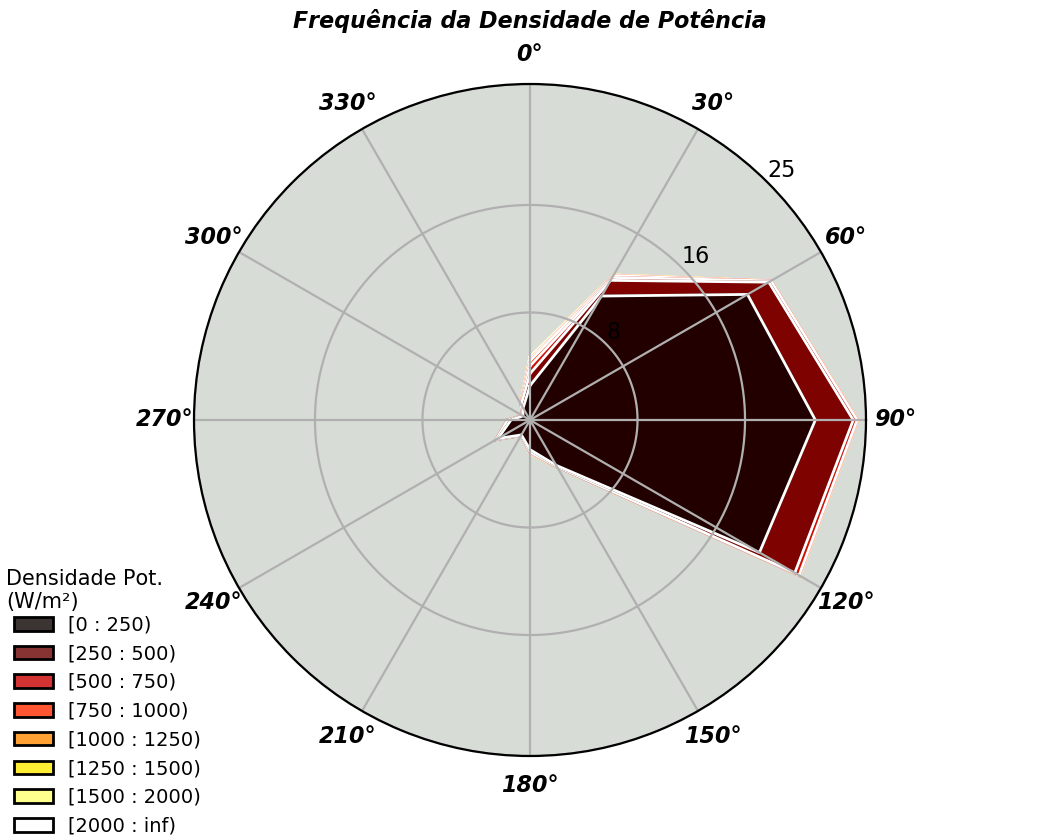 Frequência da Densidade de Potência
0°
330°
30°
25
300°
60°
16
8
270°
90°
240°
120°
210°
150°
180°
Densidade Pot.
(W/m²)
[0 : 250)
[250 : 500)
[500 : 750)
[750 : 1000)
[1000 : 1250)
[1250 : 1500)
[1500 : 2000)
[2000 : inf)